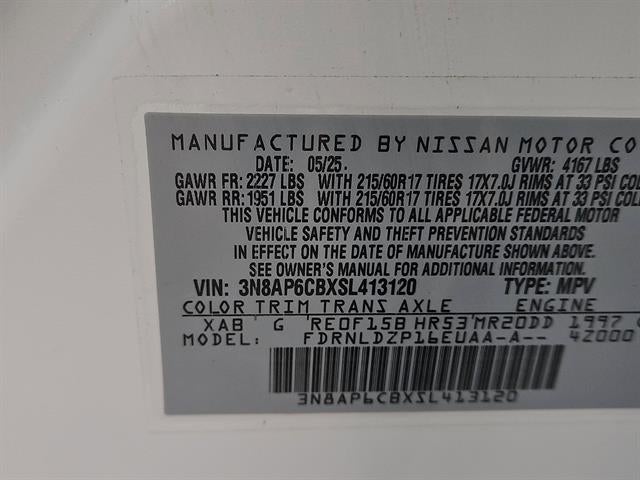 MANUFACTURED BY NISSAN MOTOR CO
DATE: 05/25. GVWR: 4167 LBS
GAWR FR: 2227 LBS WITH 215/60R17 TIRES 17X7.0J RIMS AT 33 PSI COL
GAWR RR: 1951 LBS WITH 215/60R17 TIRES 17X7.0J RIMS AT 33 PSI COL
THIS VEHICLE CONFORMS TO ALL APPLICABLE FEDERAL MOTOR
VEHICLE SAFETY AND THEFT PREVENTION STANDARDS
IN EFFECT ON THE DATE OF MANUFACTURE SHOWN ABOVE.
SEE OWNER'S MANUAL FOR ADDITIONAL INFORMATION
VIN: 3N8AP6CBXSL413120 TYPE: MPV
COLOR TRIM TRANS AXLE ENGINE
XAB G RE0F15B HR53 MR20DD 1997
MODEL: FDRNLDZP16EUAA-A-- 4Z000
3N8AP6CBXSL413120